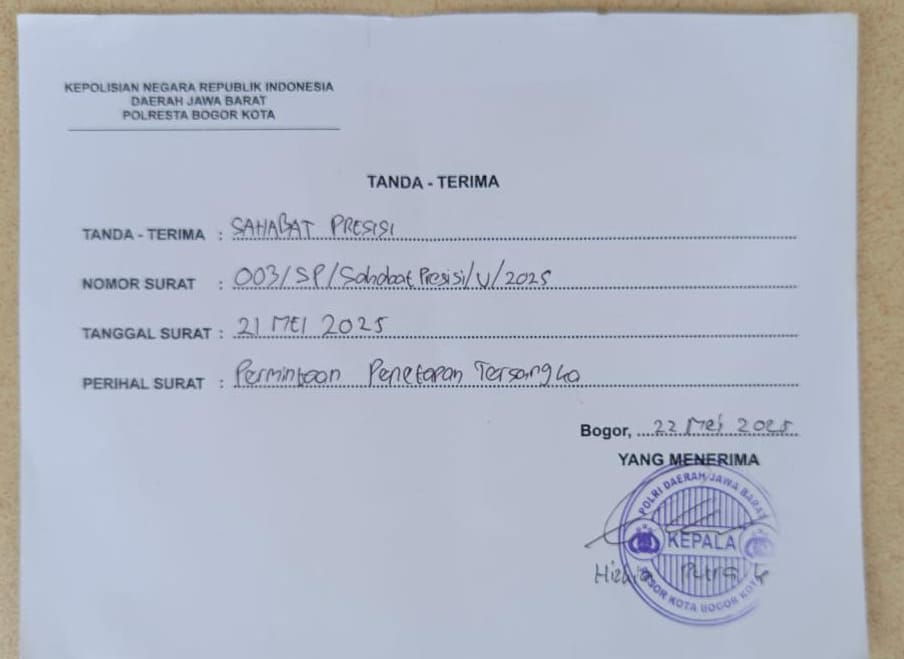 KEPOLISIAN NEGARA REPUBLIK INDONESIA
DAERAH JAWA BARAT
POLRESTA BOGOR KOTA
TANDA - TERIMA
TANDA - TERIMA : SAHABAT PRESISI
NOMOR SURAT : 003/SP/Sahabat Presisi/V/2025
TANGGAL SURAT : 21 MEI 2025
PERIHAL SURAT : Permintaan Penetapan Tersangka
Bogor, 22 Mei 2025
YANG MENERIMA
POLRI DAERAH JAWA BARAT
KEPALA
BOGOR KOTA BOGOR KOTA